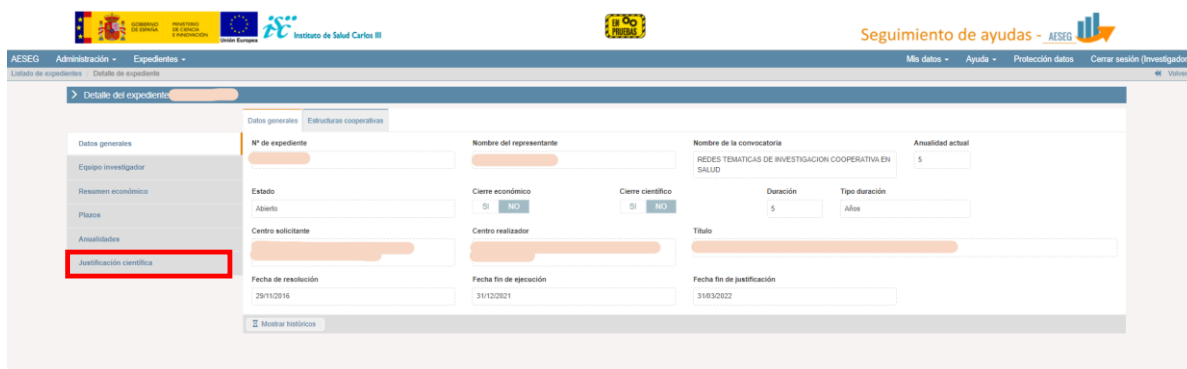 GOBIERNO DE ESPAÑA
MINISTERIO DE CIENCIA E INNOVACIÓN
Unión Europea
Instituto de Salud Carlos III
EN PRUEBAS
Seguimiento de ayudas - AESEG
AESEG Administración Expedientes Mis datos Ayuda Protección datos Cerrar sesión (Investigador
Listado de expedientes / Detalle de expediente Volver
Detalle del expediente
Datos generales Estructuras cooperativas
Datos generales
Equipo investigador
Resumen económico
Plazos
Anualidades
Justificación científica
Nº de expediente Nombre del representante Nombre de la convocatoria Anualidad actual
REDES TEMATICAS DE INVESTIGACION COOPERATIVA EN SALUD 5
Estado Cierre económico Cierre científico Duración Tipo duración
Abierto SI NO SI NO 5 Años
Centro solicitante Centro realizador Título
Fecha de resolución Fecha fin de ejecución Fecha fin de justificación
29/11/2016 31/12/2021 31/03/2022
Mostrar históricos